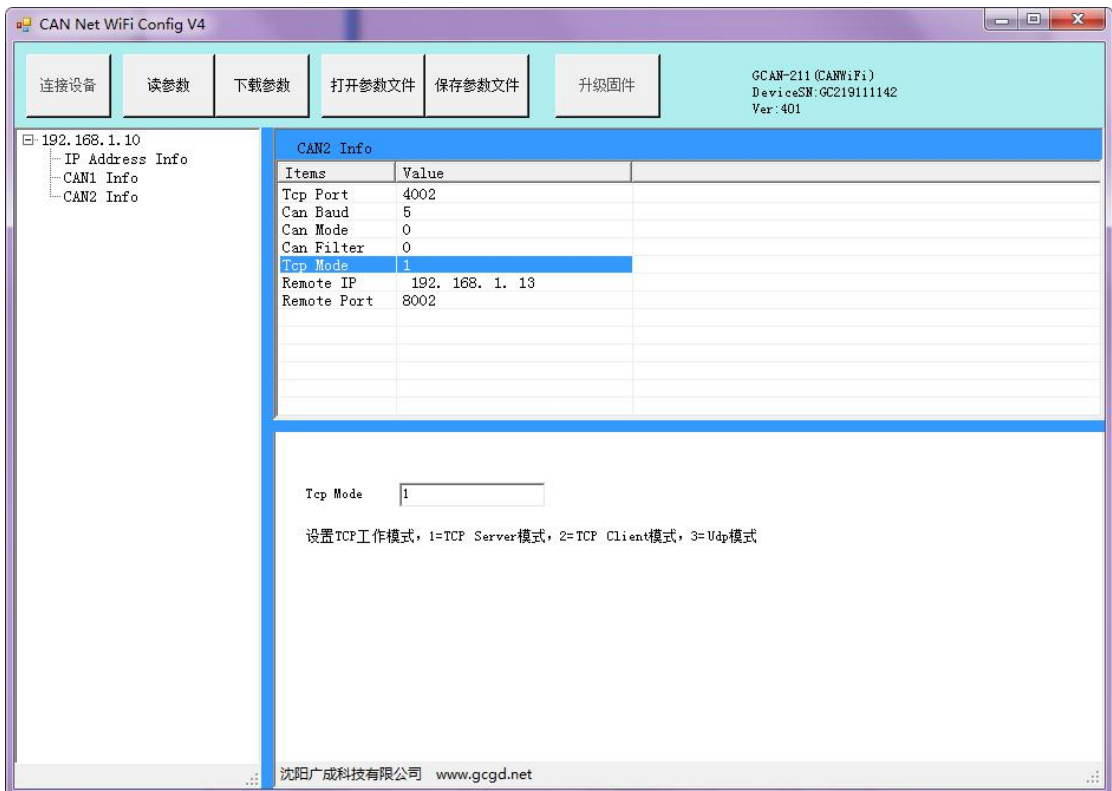 CAN Net WiFi Config V4
连接设备 读参数 下载参数 打开参数文件 保存参数文件 升级固件
GCAN-211(CANWiFi)
DeviceSN:GC219111142
Ver:401
192.168.1.10
IP Address Info
CAN1 Info
CAN2 Info
CAN2 Info
Items Value
Tcp Port 4002
Can Baud 5
Can Mode 0
Can Filter 0
Tcp Mode 1
Remote IP 192. 168. 1. 13
Remote Port 8002
Tcp Mode 1
设置TCP工作模式，1=TCP Server模式，2=TCP Client模式，3=Udp模式
沈阳广成科技有限公司 www.gcgd.net